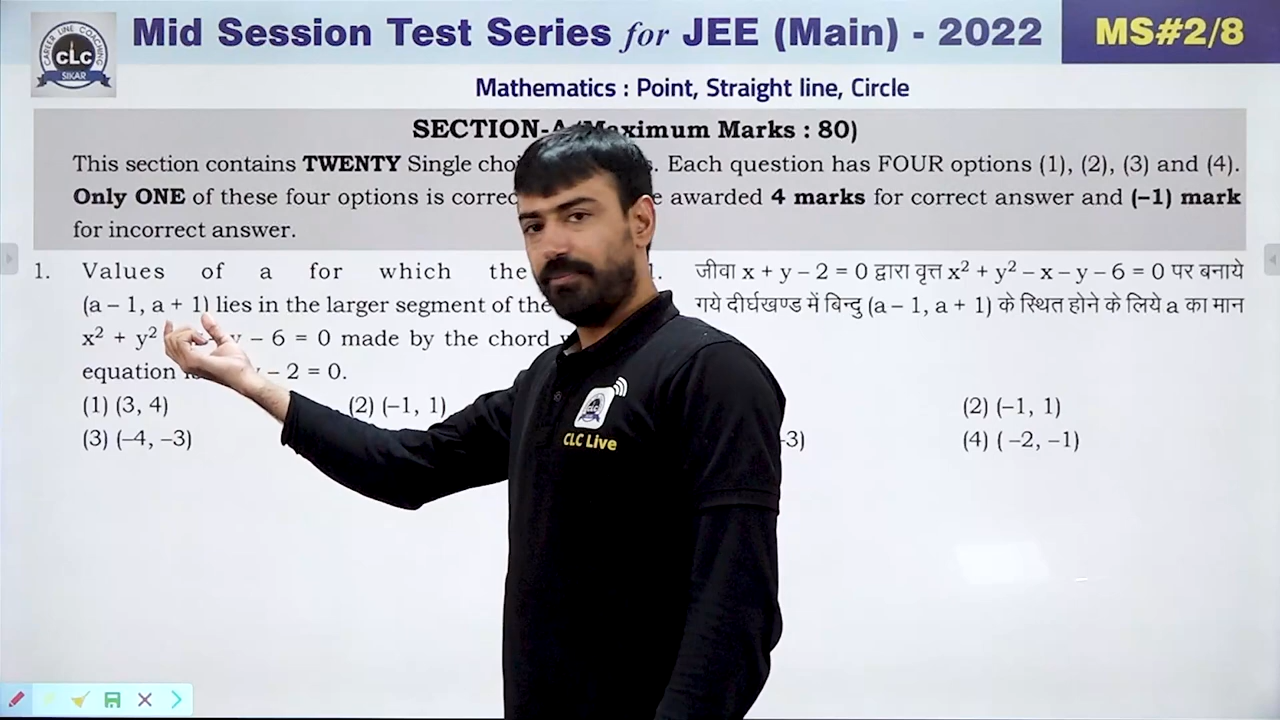 Mid Session Test Series for JEE (Main) - 2022
MS#2/8
CAREER LINE COACHING
CLC
SIKAR
Mathematics : Point, Straight line, Circle
SECTION-A (Maximum Marks : 80)
This section contains TWENTY Single Each question has FOUR options (1), (2), (3) and (4).
Only ONE of these four options is awarded 4 marks for correct answer and (–1) mark
for incorrect answer.
1. Values of a for which the
(a – 1, a + 1) lies in the larger segment of the
x² + y² – 6 = 0 made by the chord
equation – 2 = 0.
(1) (3, 4) (2) (–1, 1)
(3) (–4, –3)
जीवा x + y – 2 = 0 द्वारा वृत्त x² + y² – x – y – 6 = 0 पर बनाये
गये दीर्घखण्ड में बिन्दु (a – 1, a + 1) के स्थित होने के लिये a का मान
(2) (–1, 1)
–3) (4) ( –2, –1)
CLC Live